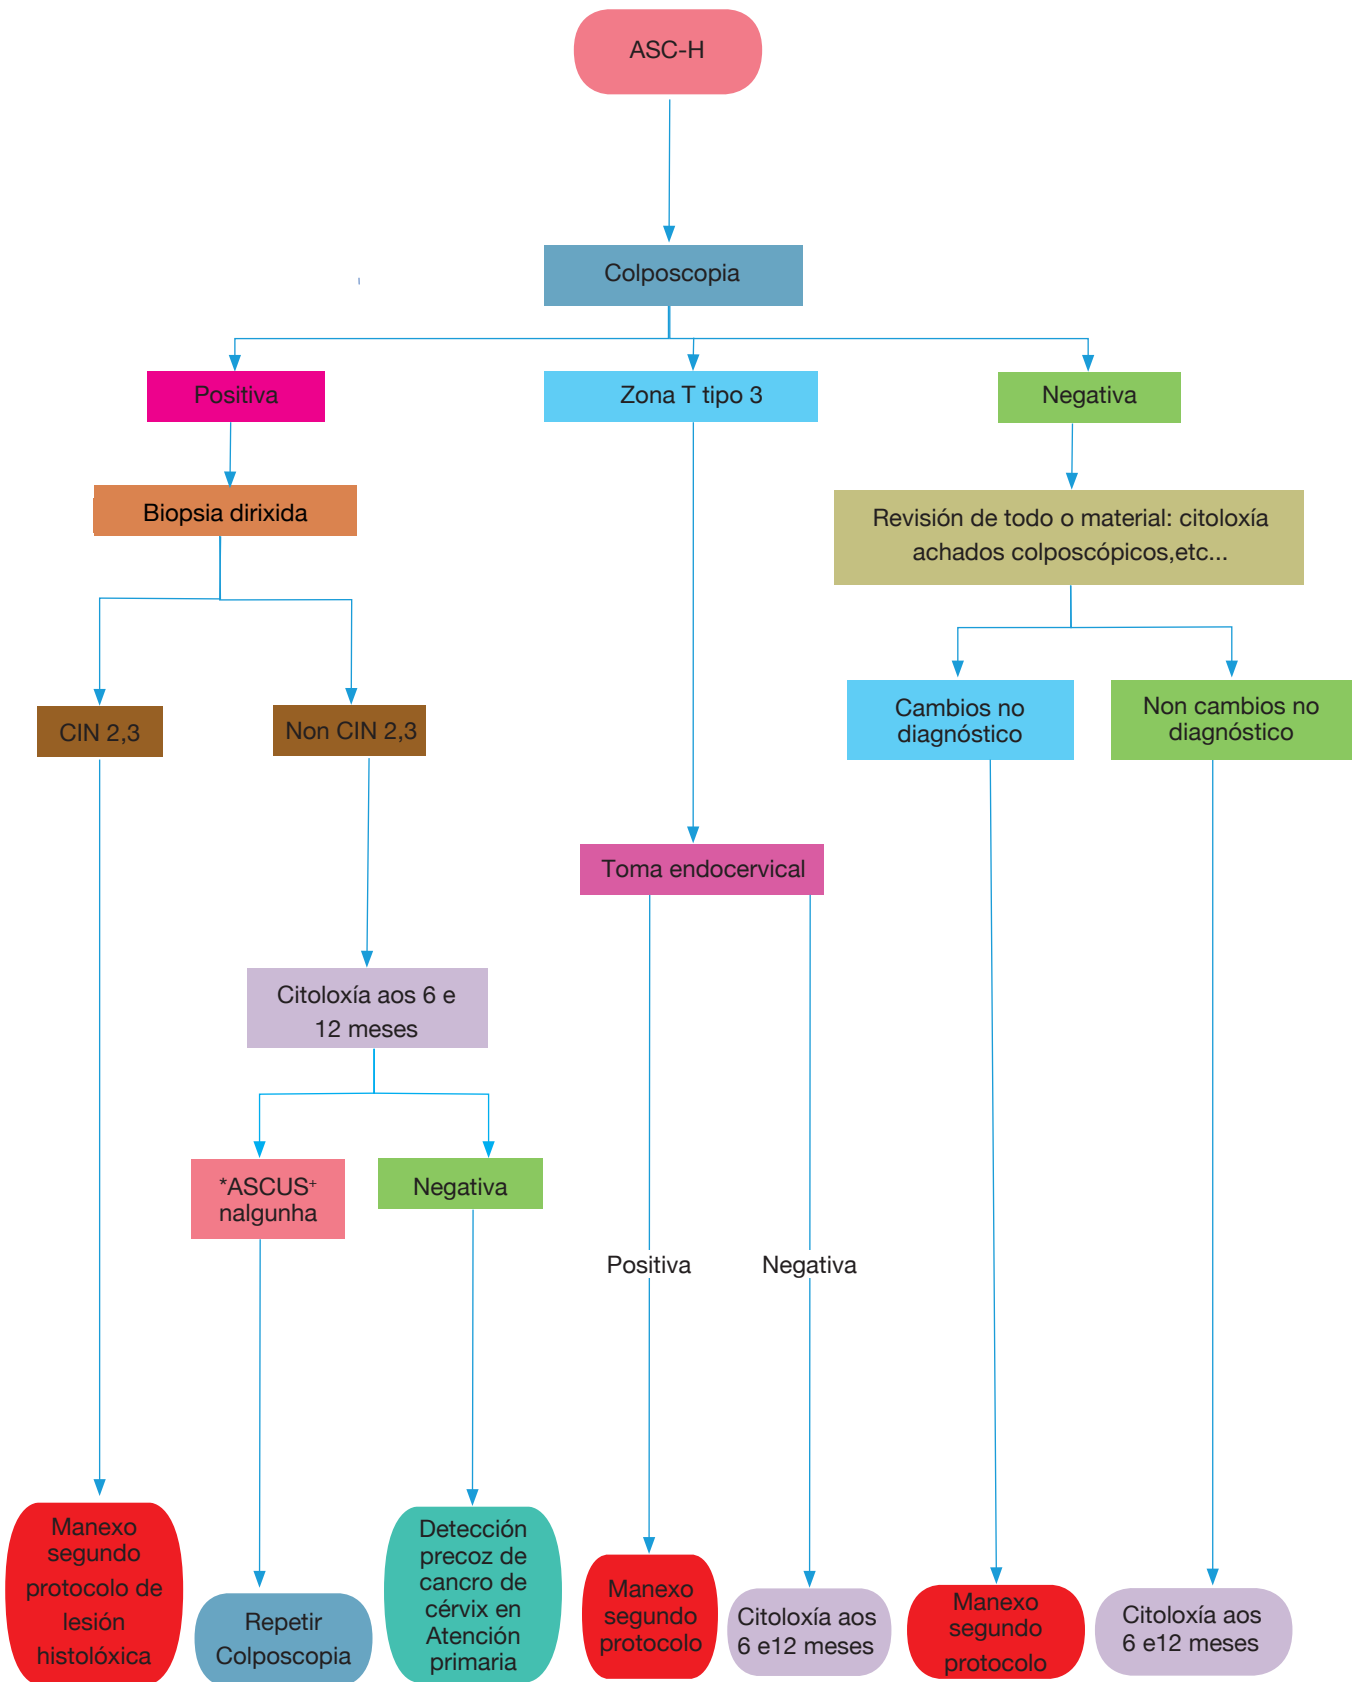 ASC-H
Colposcopia
Positiva
Zona T tipo 3
Negativa
Biopsia dirixida
Revisión de todo o material: citoloxía
achados colposcópicos,etc...
CIN 2,3
Non CIN 2,3
Cambios no
diagnóstico
Non cambios no
diagnóstico
Toma endocervical
Citoloxía aos 6 e
12 meses
*ASCUS⁺
nalgunha
Negativa
Positiva
Negativa
Manexo
segundo
protocolo de
lesión
histolóxica
Repetir
Colposcopia
Detección
precoz de
cancro de
cérvix en
Atención
primaria
Manexo
segundo
protocolo
Citoloxía aos
6 e12 meses
Manexo
segundo
protocolo
Citoloxía aos
6 e12 meses